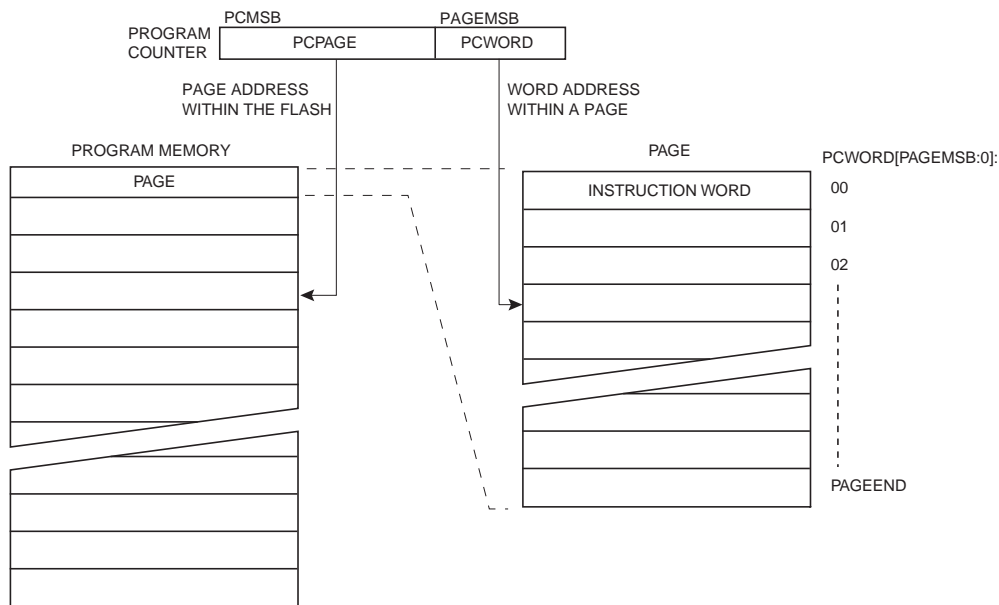 PCMSB PAGEMSB
PROGRAM COUNTER
PCPAGE PCWORD
PAGE ADDRESS
WITHIN THE FLASH
WORD ADDRESS
WITHIN A PAGE
PROGRAM MEMORY
PAGE
PAGE
PCWORD[PAGEMSB:0]:
INSTRUCTION WORD
00
01
02
PAGEEND